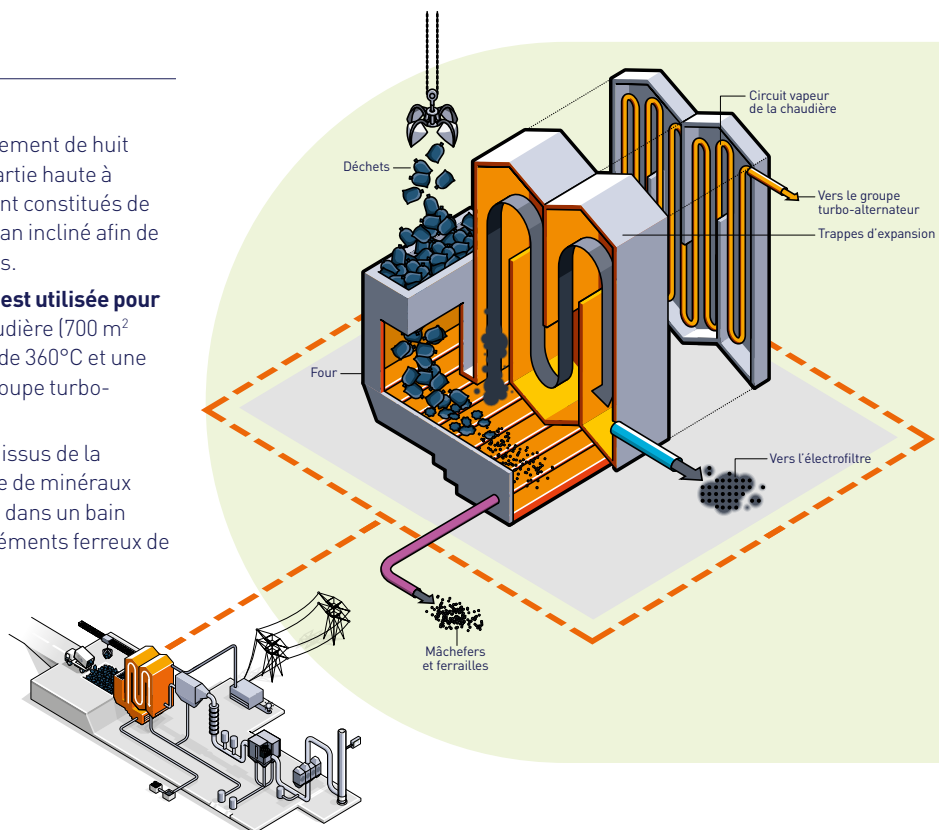 ement de huit
artie haute à
nt constitués de
an incliné afin de
s.
est utilisée pour
udière (700 m²
de 360°C et une
oupe turbo-
issus de la
e de minéraux
dans un bain
éments ferreux de
Déchets
Four
Circuit vapeur
de la chaudière
Vers le groupe
turbo-alternateur
Trappes d'expansion
Vers l'électrofiltre
Mâchefers
et ferrailles